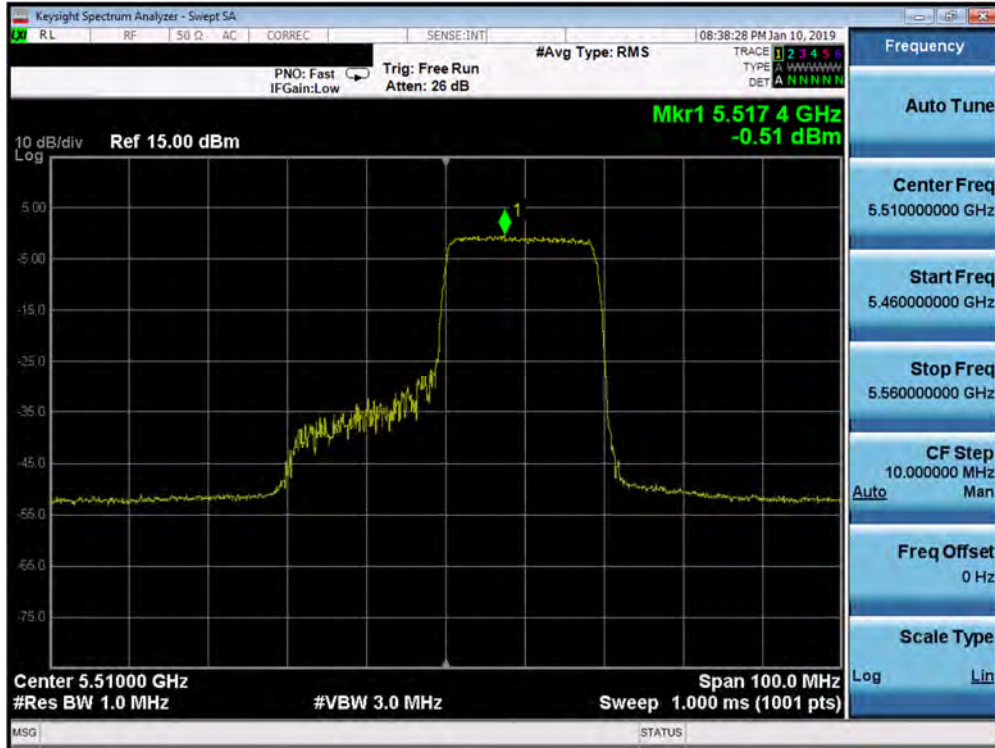 Keysight Spectrum Analyzer - Swept SA
RL RF 50 Ω AC CORREC SENSE:INT 08:38:28 PM Jan 10, 2019
#Avg Type: RMS
TRACE 1 2 3 4 5 6
TYPE A WWWWW
DET A N N N N N
PNO: Fast
IFGain:Low
Trig: Free Run
Atten: 26 dB
Mkr1 5.517 4 GHz
-0.51 dBm
10 dB/div
Log
Ref 15.00 dBm
1
5.00
-5.00
-15.0
-25.0
-35.0
-45.0
-55.0
-65.0
-75.0
Center 5.51000 GHz
Span 100.0 MHz
#Res BW 1.0 MHz
#VBW 3.0 MHz
Sweep 1.000 ms (1001 pts)
MSG
STATUS
Frequency
Auto Tune
Center Freq
5.510000000 GHz
Start Freq
5.460000000 GHz
Stop Freq
5.560000000 GHz
CF Step
10.000000 MHz
Auto Man
Freq Offset
0 Hz
Scale Type
Log Lin